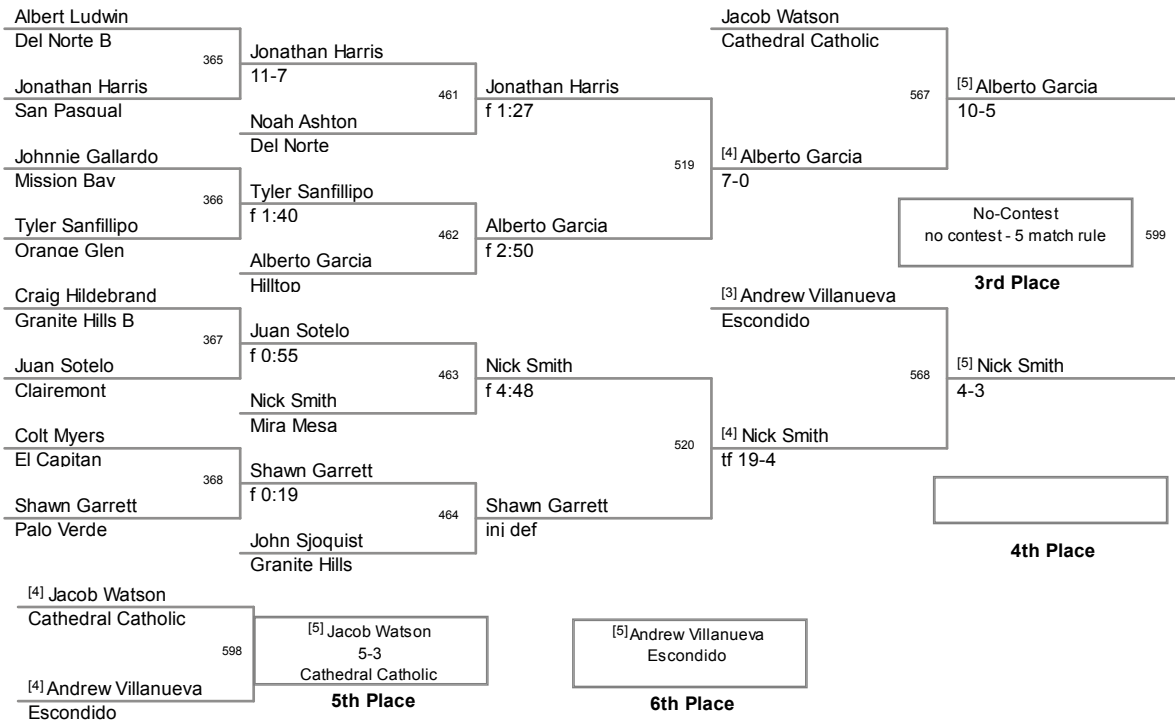 Albert Ludwin
Del Norte B
365
Jonathan Harris
San Pasqual
Jonathan Harris
11-7
461
Noah Ashton
Del Norte
Johnnie Gallardo
Mission Bay
366
Tyler Sanfillipo
Orange Glen
Tyler Sanfillipo
f 1:40
462
Alberto Garcia
Hilltop
Craig Hildebrand
Granite Hills B
367
Juan Sotelo
Clairemont
Juan Sotelo
f 0:55
463
Nick Smith
Mira Mesa
Colt Myers
El Capitan
368
Shawn Garrett
Palo Verde
Shawn Garrett
f 0:19
464
John Sjoquist
Granite Hills
Jonathan Harris
f 1:27
519
Alberto Garcia
f 2:50
Nick Smith
f 4:48
520
Shawn Garrett
inj def
Jacob Watson
Cathedral Catholic
567
[4] Alberto Garcia
7-0
[5] Alberto Garcia
10-5
No-Contest
no contest - 5 match rule
599
3rd Place
[3] Andrew Villanueva
Escondido
568
[4] Nick Smith
tf 19-4
[5] Nick Smith
4-3
4th Place
[4] Jacob Watson
Cathedral Catholic
598
[4] Andrew Villanueva
Escondido
[5] Jacob Watson
5-3
Cathedral Catholic
5th Place
[5] Andrew Villanueva
Escondido
6th Place